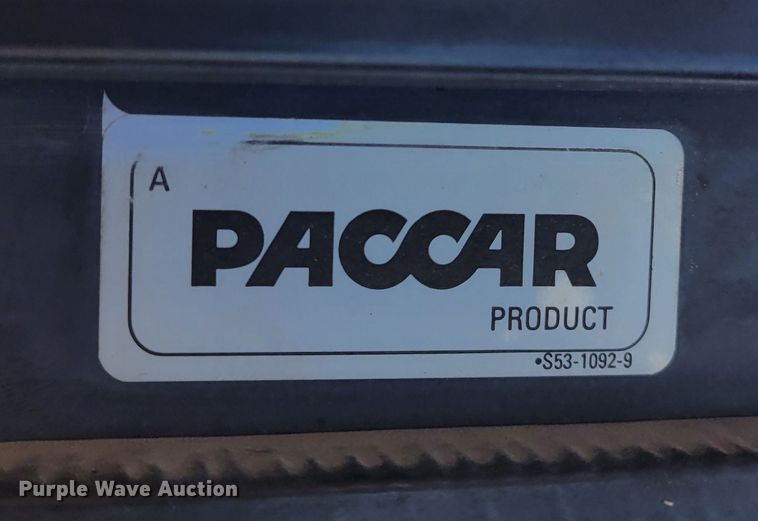 A
PACCAR
PRODUCT
•S53-1092-9
Purple Wave Auction